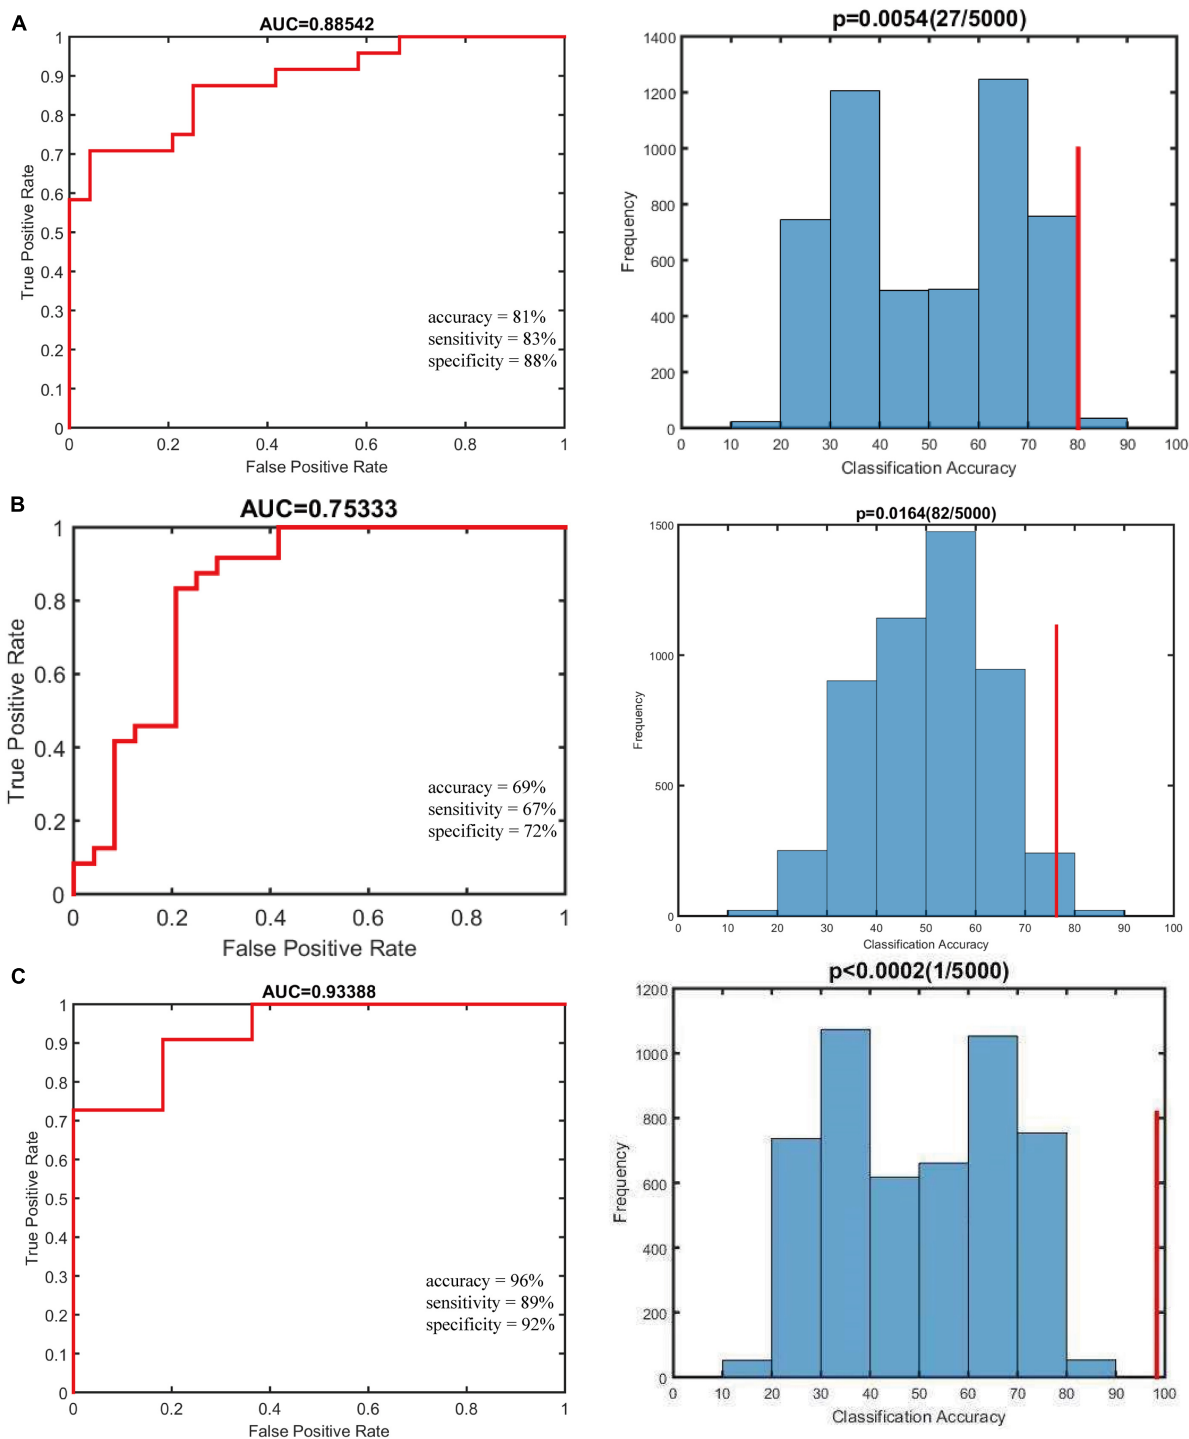 A
AUC=0.88542
1
0.9
0.8
0.7
0.6
0.5
0.4
0.3
0.2
0.1
0
True Positive Rate
accuracy = 81%
sensitivity = 83%
specificity = 88%
0 0.2 0.4 0.6 0.8 1
False Positive Rate
p=0.0054(27/5000)
1400
1200
1000
800
600
400
200
0
Frequency
0 10 20 30 40 50 60 70 80 90 100
Classification Accuracy
B
AUC=0.75333
1
0.8
0.6
0.4
0.2
0
True Positive Rate
accuracy = 69%
sensitivity = 67%
specificity = 72%
0 0.2 0.4 0.6 0.8 1
False Positive Rate
p=0.0164(82/5000)
1500
1000
500
0
Frequency
0 10 20 30 40 50 60 70 80 90 100
Classification Accuracy
C
AUC=0.93388
1
0.9
0.8
0.7
0.6
0.5
0.4
0.3
0.2
0.1
0
True Positive Rate
accuracy = 96%
sensitivity = 89%
specificity = 92%
0 0.2 0.4 0.6 0.8 1
False Positive Rate
p<0.0002(1/5000)
1200
1000
800
600
400
200
0
Frequency
0 10 20 30 40 50 60 70 80 90 100
Classification Accuracy